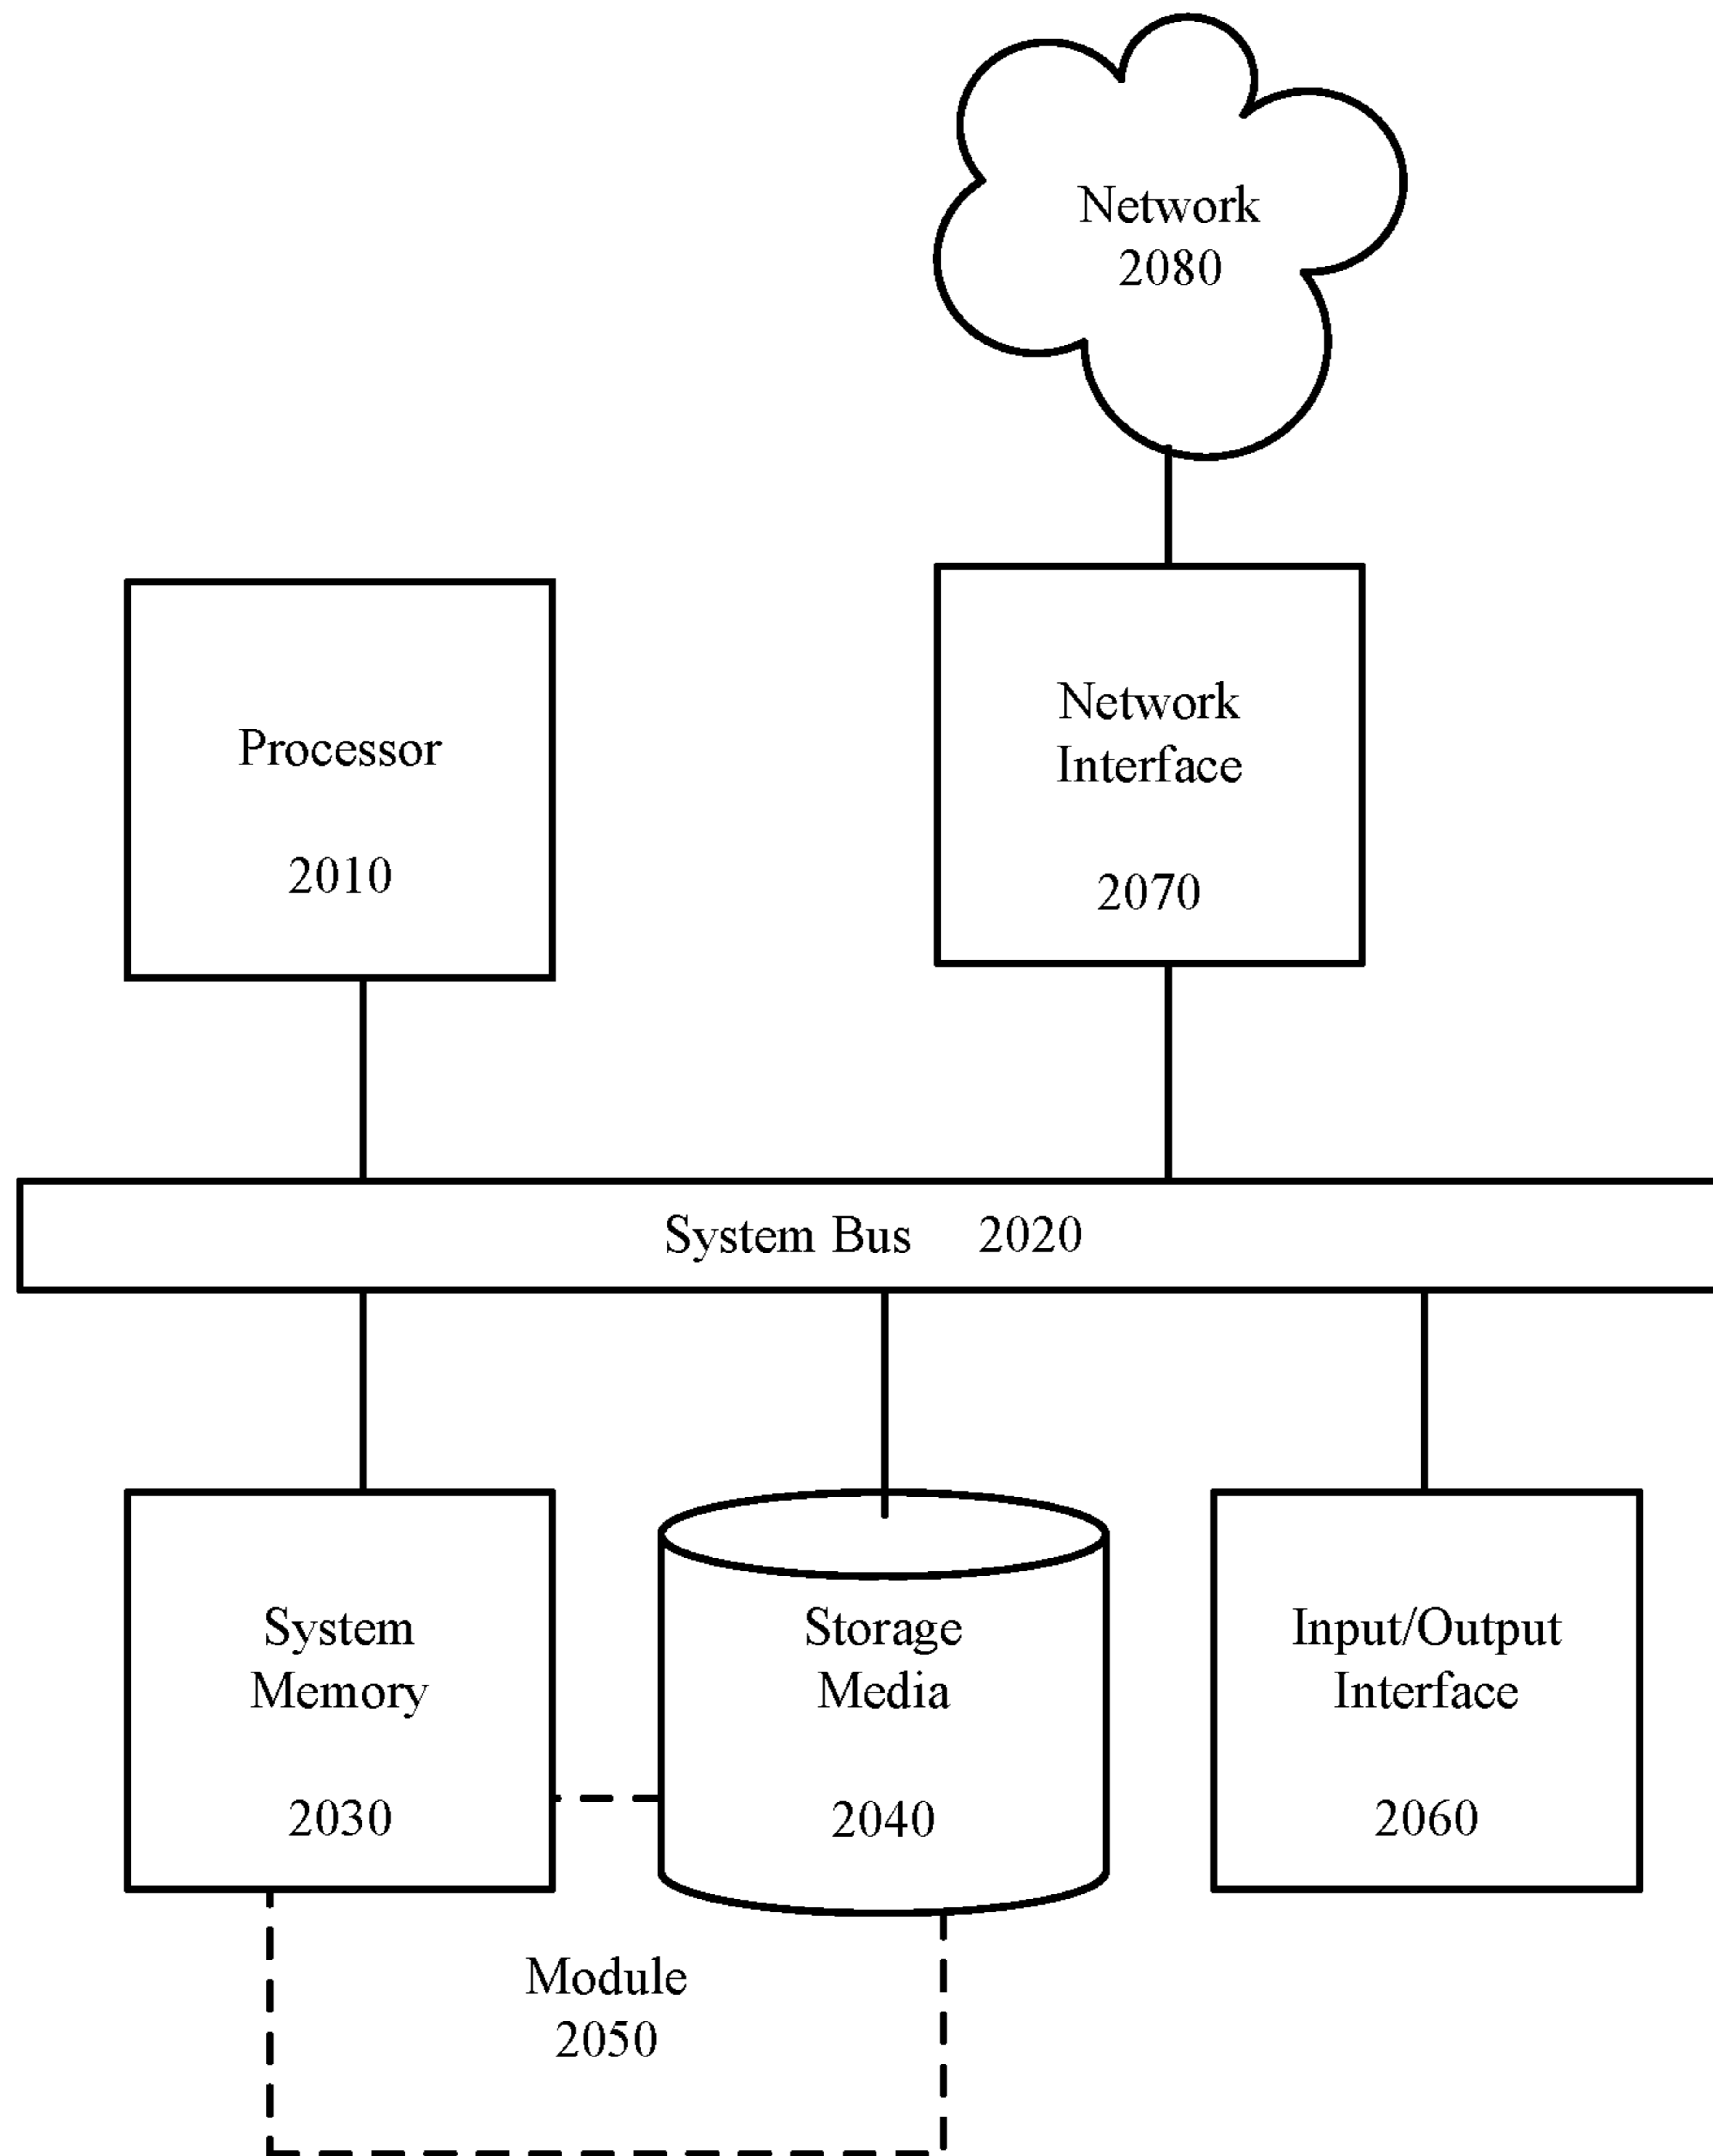 Network
2080
Processor
2010
Network
Interface
2070
System Bus 2020
System
Memory
2030
Storage
Media
2040
Input/Output
Interface
2060
Module
2050